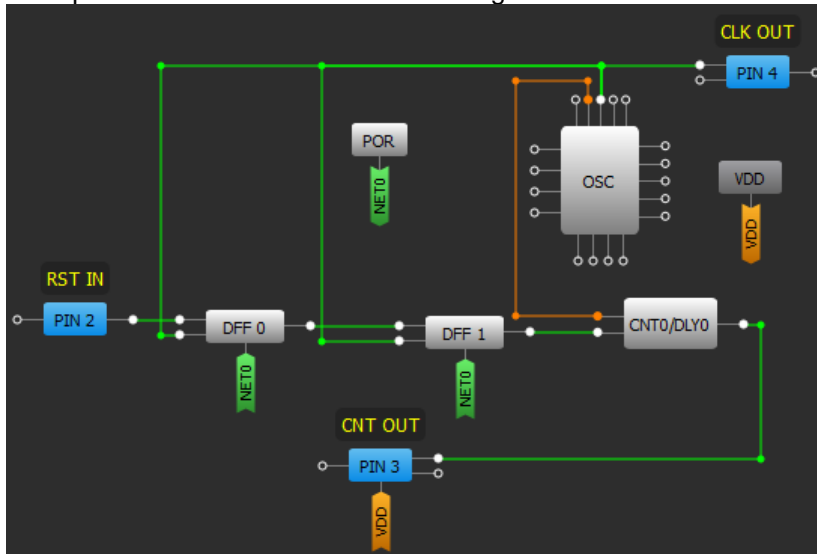 CLK OUT
PIN 4
POR
NET0
OSC
VDD
VDD
RST IN
PIN 2
DFF 0
NET0
DFF 1
NET0
CNT0/DLY0
CNT OUT
PIN 3
VDD